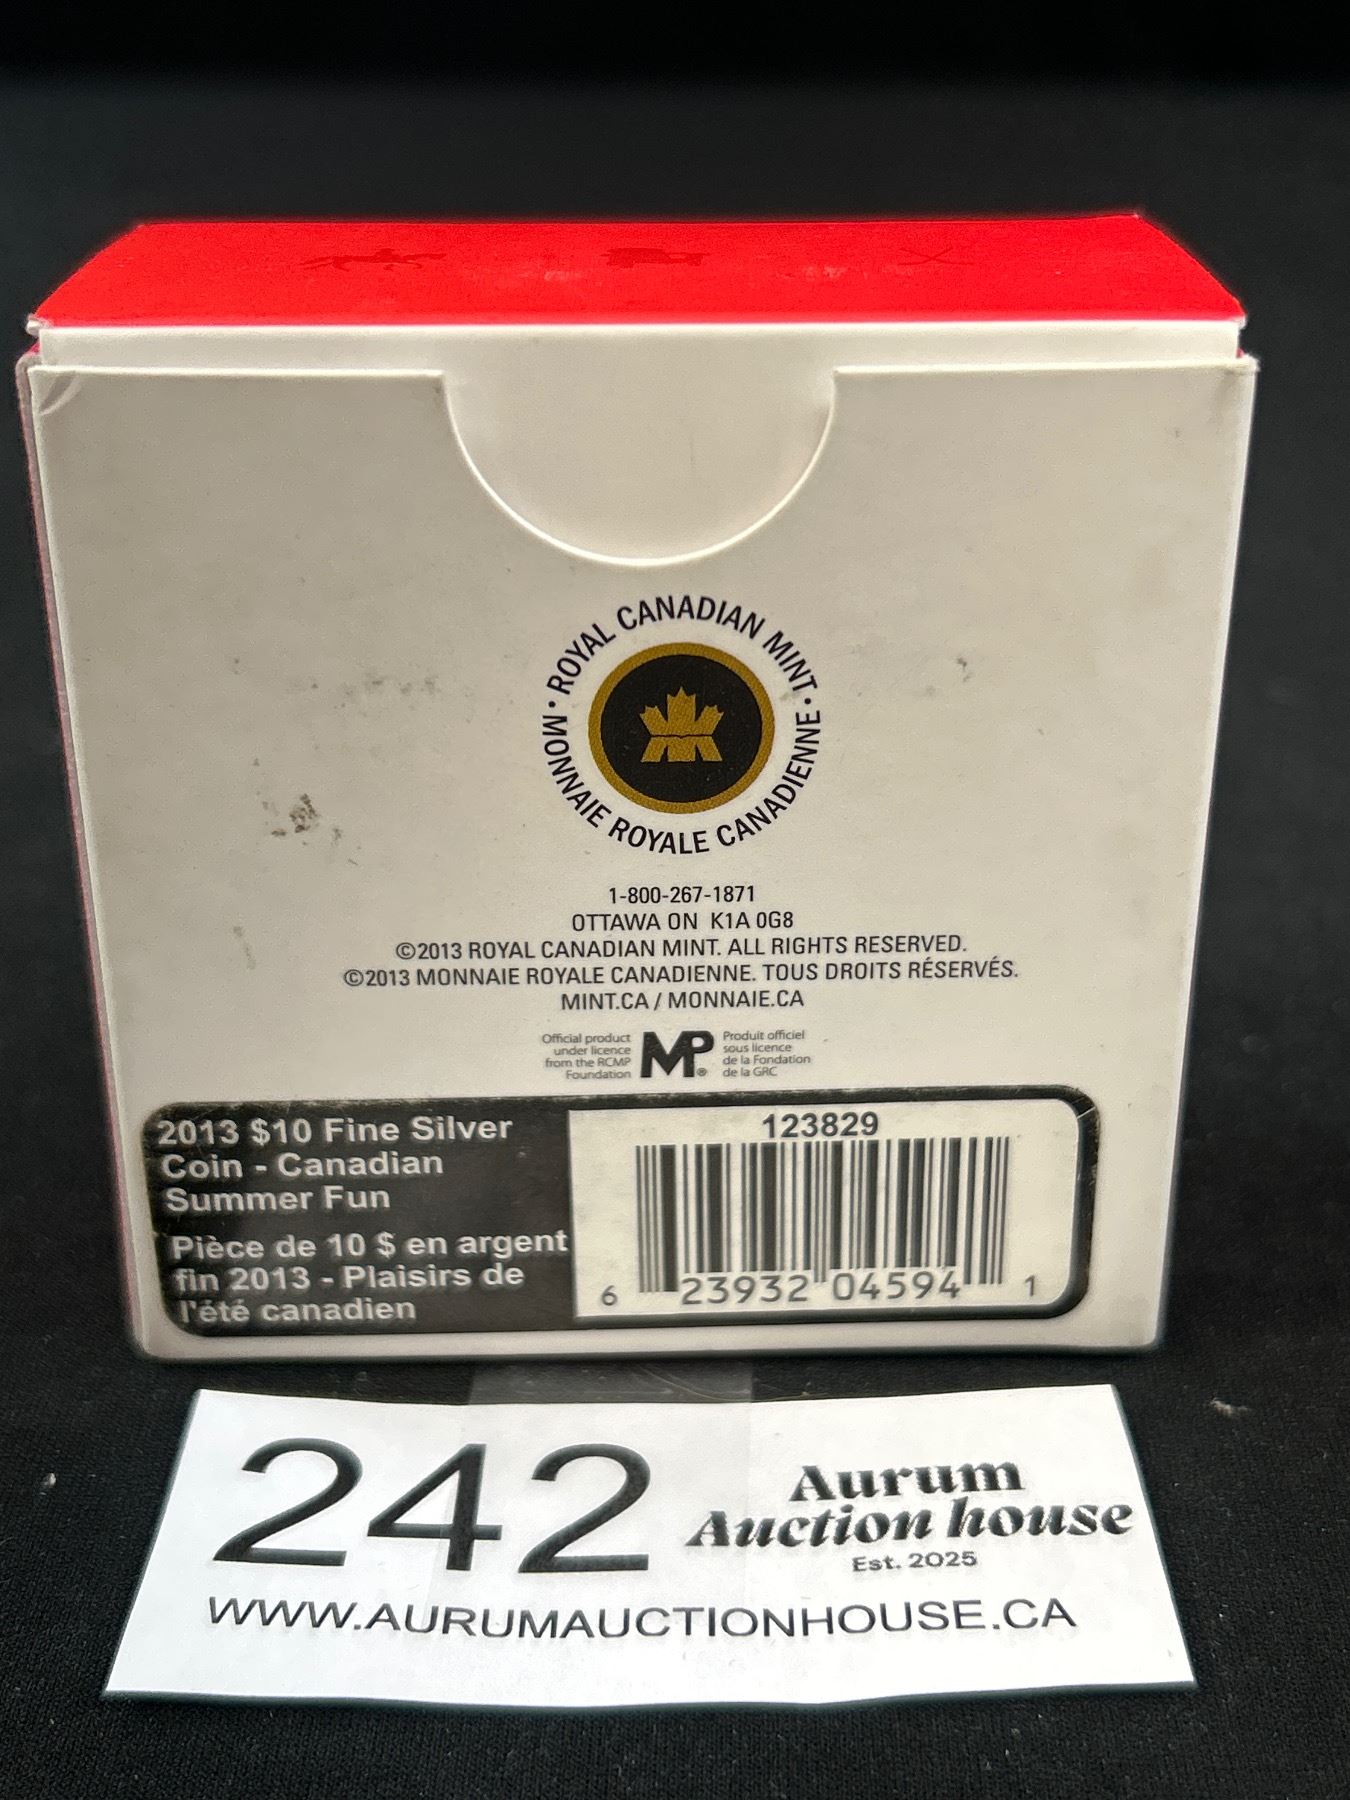 · ROYAL CANADIAN MINT ·
MONNAIE ROYALE CANADIENNE
1-800-267-1871
OTTAWA ON K1A 0G8
©2013 ROYAL CANADIAN MINT. ALL RIGHTS RESERVED.
©2013 MONNAIE ROYALE CANADIENNE. TOUS DROITS RÉSERVÉS.
MINT.CA / MONNAIE.CA
Official product
under licence
from the RCMP
Foundation
MP®
Produit officiel
sous licence
de la Fondation
de la GRC
2013 $10 Fine Silver
Coin - Canadian
Summer Fun
Pièce de 10 $ en argent
fin 2013 - Plaisirs de
l'été canadien
123829
6 23932 04594 1
242
Aurum
Auction house
Est. 2025
WWW.AURUMAUCTIONHOUSE.CA